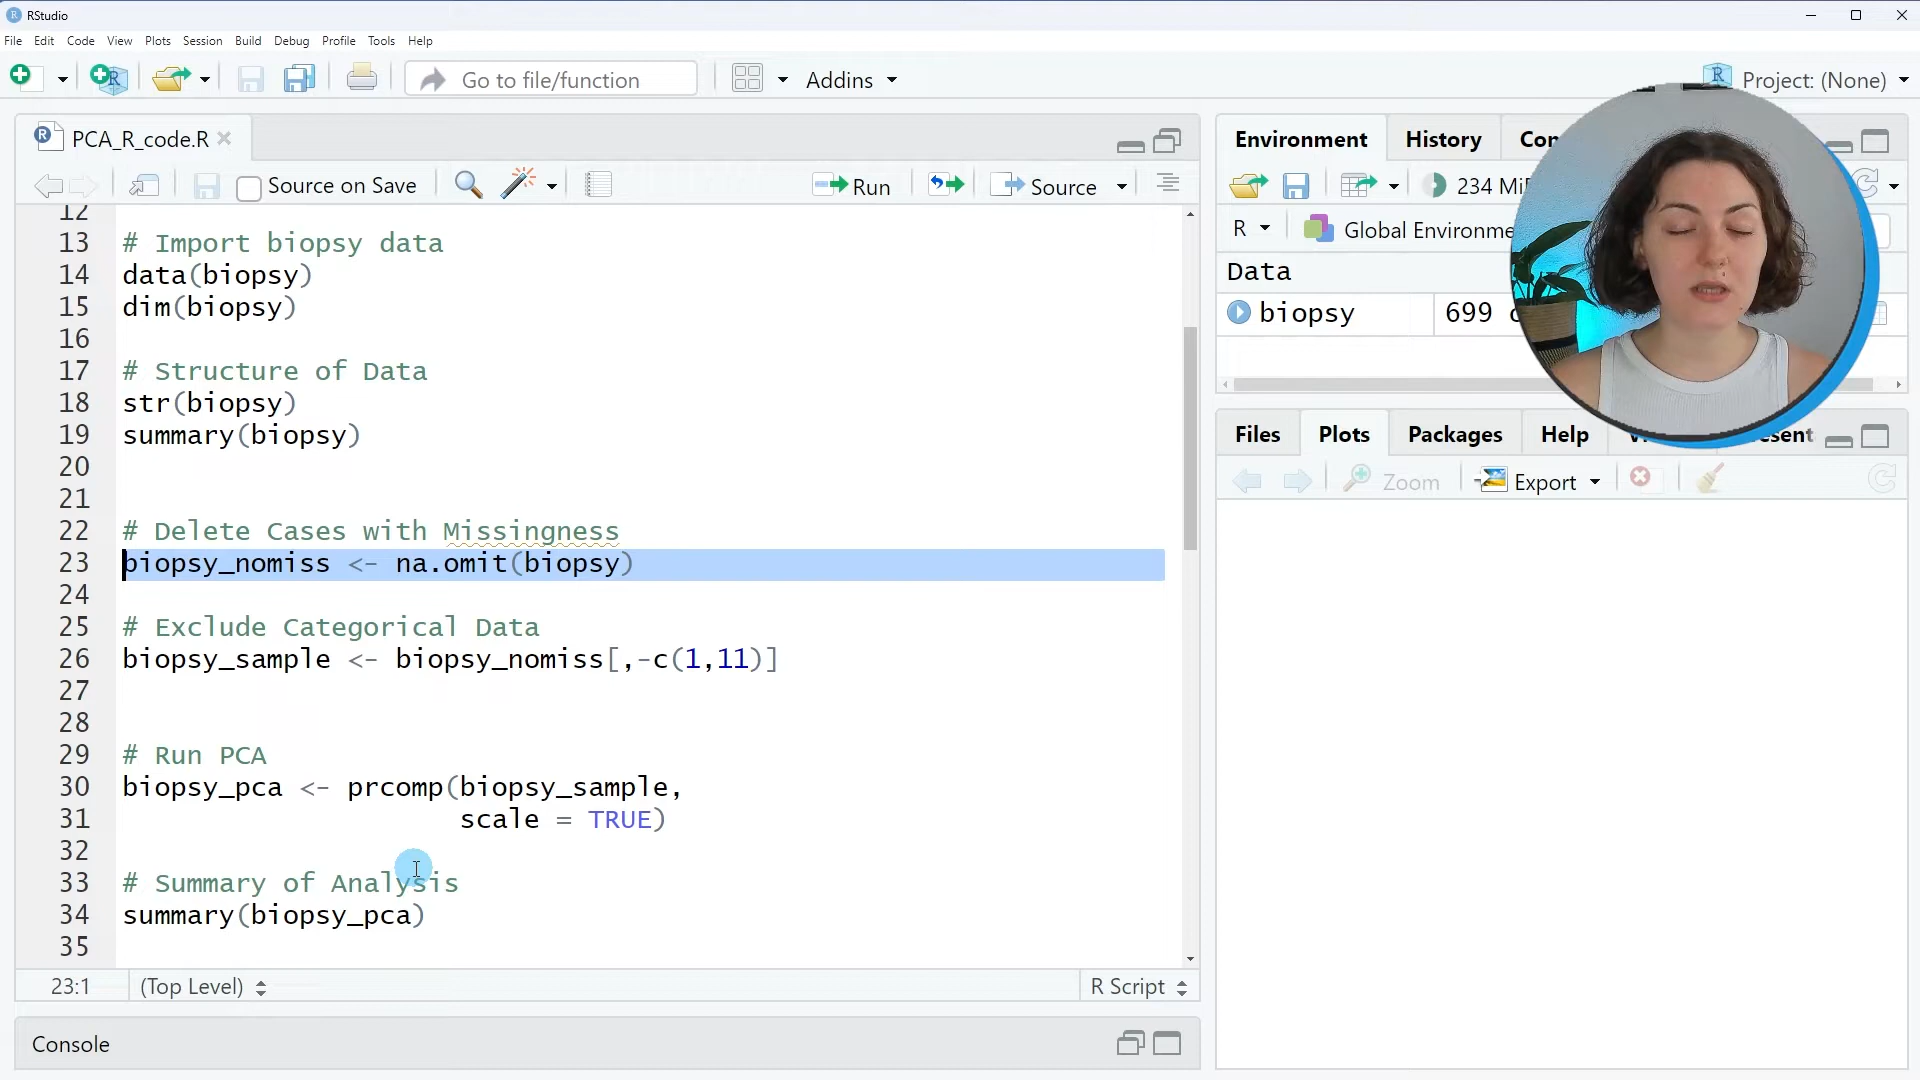 RStudio
File Edit Code View Plots Session Build Debug Profile Tools Help
Go to file/function Addins Project: (None)
PCA_R_code.R
Source on Save Run Source
12
13 # Import biopsy data
14 data(biopsy)
15 dim(biopsy)
16
17 # Structure of Data
18 str(biopsy)
19 summary(biopsy)
20
21
22 # Delete Cases with Missingness
23 biopsy_nomiss <- na.omit(biopsy)
24
25 # Exclude Categorical Data
26 biopsy_sample <- biopsy_nomiss[,-c(1,11)]
27
28
29 # Run PCA
30 biopsy_pca <- prcomp(biopsy_sample,
31 scale = TRUE)
32
33 # Summary of Analysis
34 summary(biopsy_pca)
35
23:1 (Top Level) R Script
Console
Environment History
234
R Global
Data
biopsy 699
Files Plots Packages Help
Zoom Export